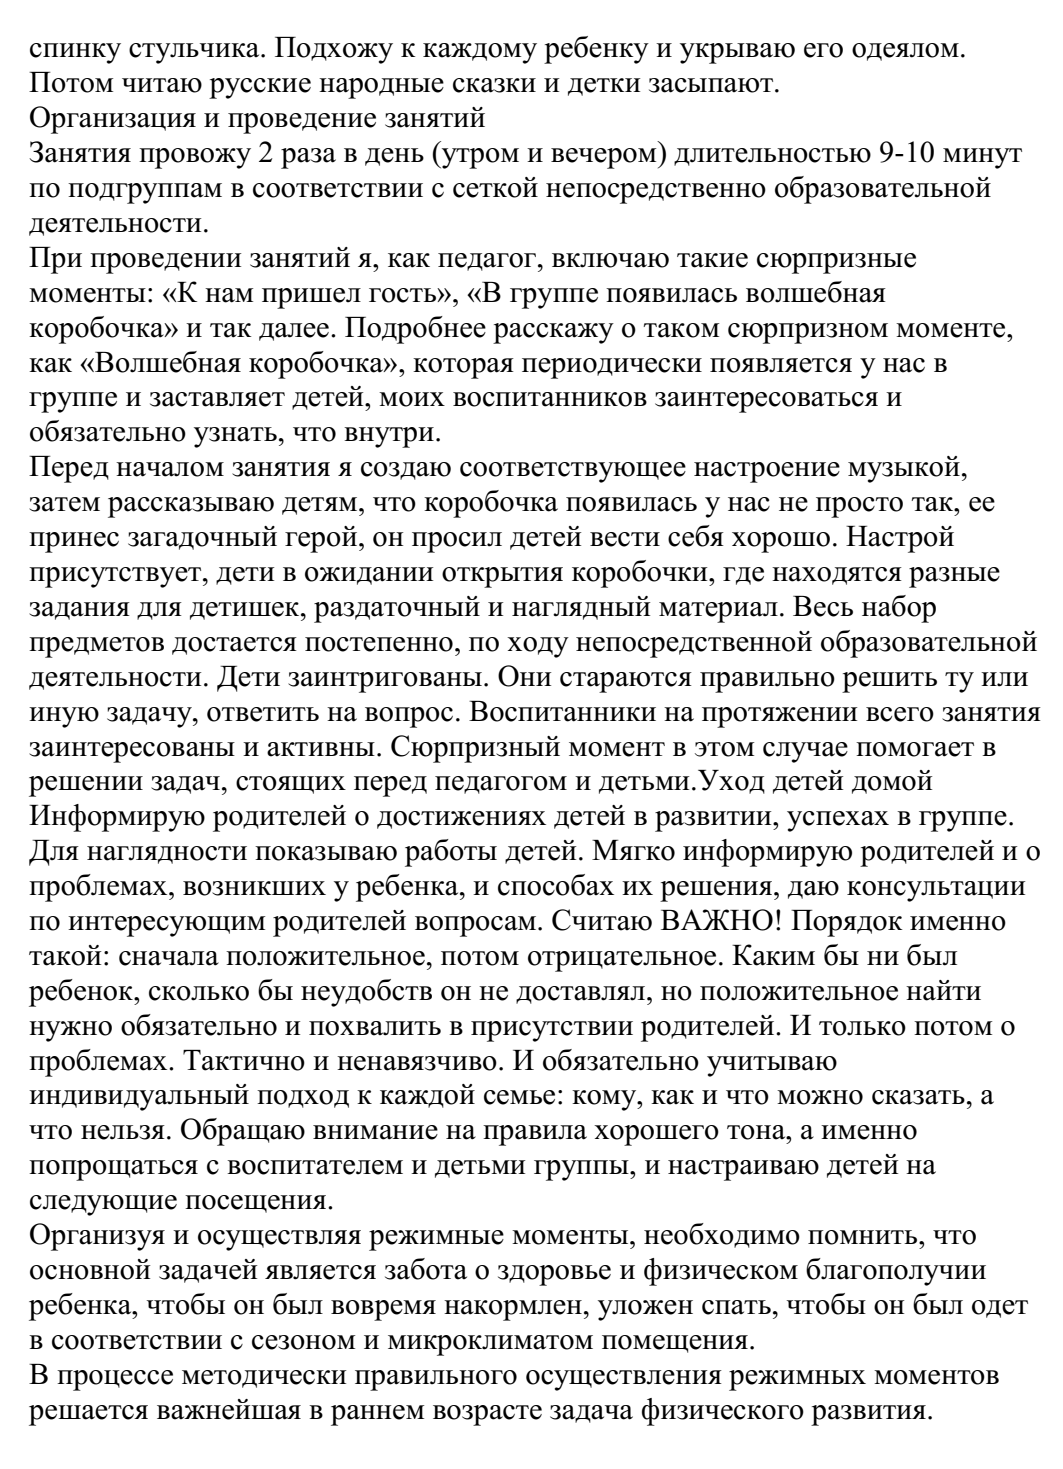 спинку стульчика. Подхожу к каждому ребенку и укрываю его одеялом.
Потом читаю русские народные сказки и детки засыпают.
Организация и проведение занятий
Занятия провожу 2 раза в день (утром и вечером) длительностью 9-10 минут
по подгруппам в соответствии с сеткой непосредственно образовательной
деятельности.
При проведении занятий я, как педагог, включаю такие сюрпризные
моменты: «К нам пришел гость», «В группе появилась волшебная
коробочка» и так далее. Подробнее расскажу о таком сюрпризном моменте,
как «Волшебная коробочка», которая периодически появляется у нас в
группе и заставляет детей, моих воспитанников заинтересоваться и
обязательно узнать, что внутри.
Перед началом занятия я создаю соответствующее настроение музыкой,
затем рассказываю детям, что коробочка появилась у нас не просто так, ее
принес загадочный герой, он просил детей вести себя хорошо. Настрой
присутствует, дети в ожидании открытия коробочки, где находятся разные
задания для детишек, раздаточный и наглядный материал. Весь набор
предметов достается постепенно, по ходу непосредственной образовательной
деятельности. Дети заинтригованы. Они стараются правильно решить ту или
иную задачу, ответить на вопрос. Воспитанники на протяжении всего занятия
заинтересованы и активны. Сюрпризный момент в этом случае помогает в
решении задач, стоящих перед педагогом и детьми.Уход детей домой
Информирую родителей о достижениях детей в развитии, успехах в группе.
Для наглядности показываю работы детей. Мягко информирую родителей и о
проблемах, возникших у ребенка, и способах их решения, даю консультации
по интересующим родителей вопросам. Считаю ВАЖНО! Порядок именно
такой: сначала положительное, потом отрицательное. Каким бы ни был
ребенок, сколько бы неудобств он не доставлял, но положительное найти
нужно обязательно и похвалить в присутствии родителей. И только потом о
проблемах. Тактично и ненавязчиво. И обязательно учитываю
индивидуальный подход к каждой семье: кому, как и что можно сказать, а
что нельзя. Обращаю внимание на правила хорошего тона, а именно
попрощаться с воспитателем и детьми группы, и настраиваю детей на
следующие посещения.
Организуя и осуществляя режимные моменты, необходимо помнить, что
основной задачей является забота о здоровье и физическом благополучии
ребенка, чтобы он был вовремя накормлен, уложен спать, чтобы он был одет
в соответствии с сезоном и микроклиматом помещения.
В процессе методически правильного осуществления режимных моментов
решается важнейшая в раннем возрасте задача физического развития.